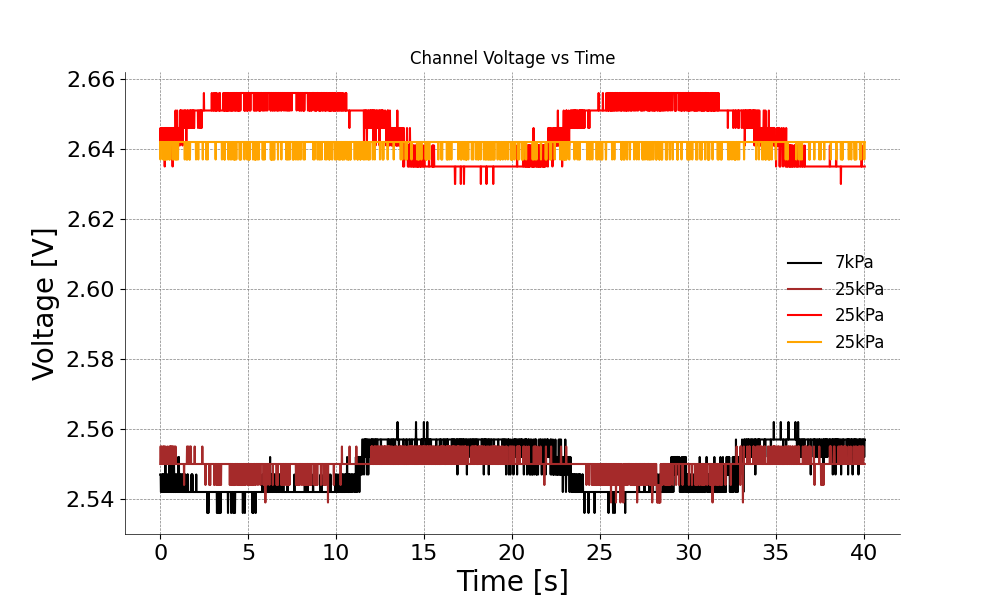 Channel Voltage vs Time
2.66
2.64
2.62
2.60
2.58
2.56
2.54
Voltage [V]
7kPa
25kPa
25kPa
25kPa
0 5 10 15 20 25 30 35 40
Time [s]